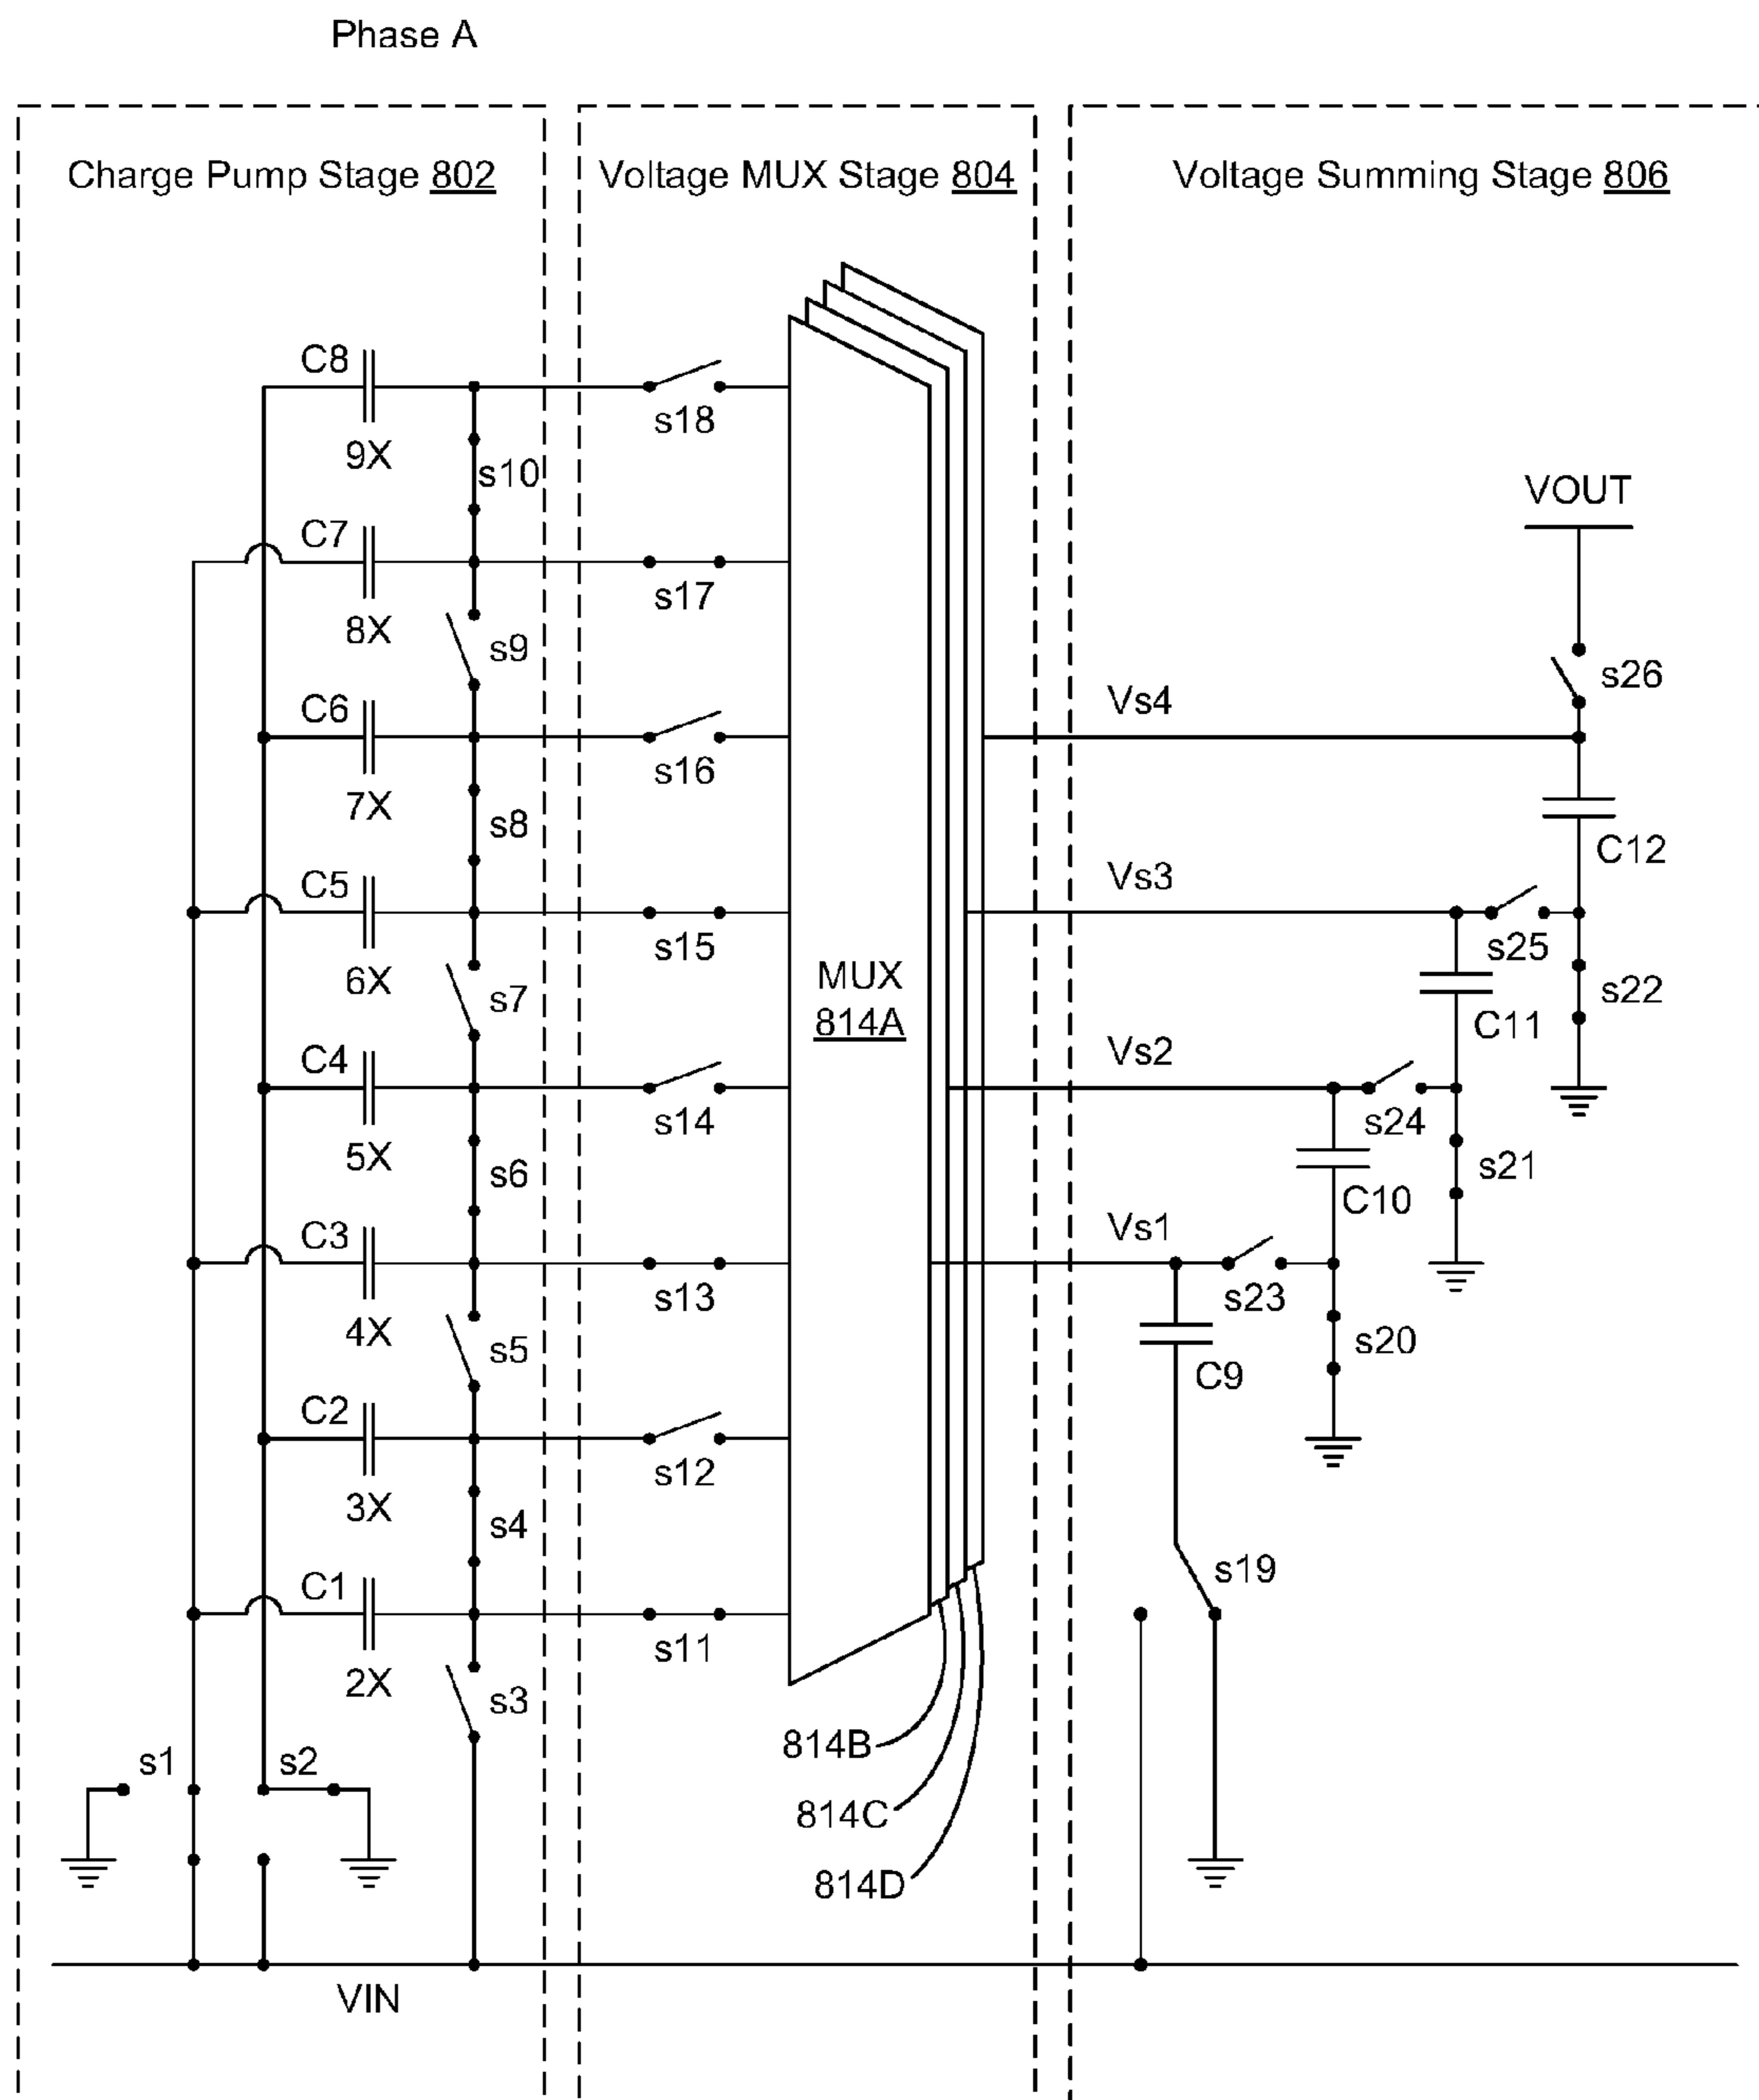 Phase A
Charge Pump Stage 802
Voltage MUX Stage 804
Voltage Summing Stage 806
C8
9X
s10
s18
C7
8X
s9
s17
C6
7X
s8
s16
C5
6X
s7
s15
C4
5X
s6
s14
C3
4X
s5
s13
C2
3X
s4
s12
C1
2X
s3
s11
s1
s2
VIN
MUX
814A
814B
814C
814D
VOUT
s26
Vs4
C12
Vs3
s25
s22
C11
Vs2
s24
s21
C10
Vs1
s23
s20
C9
s19